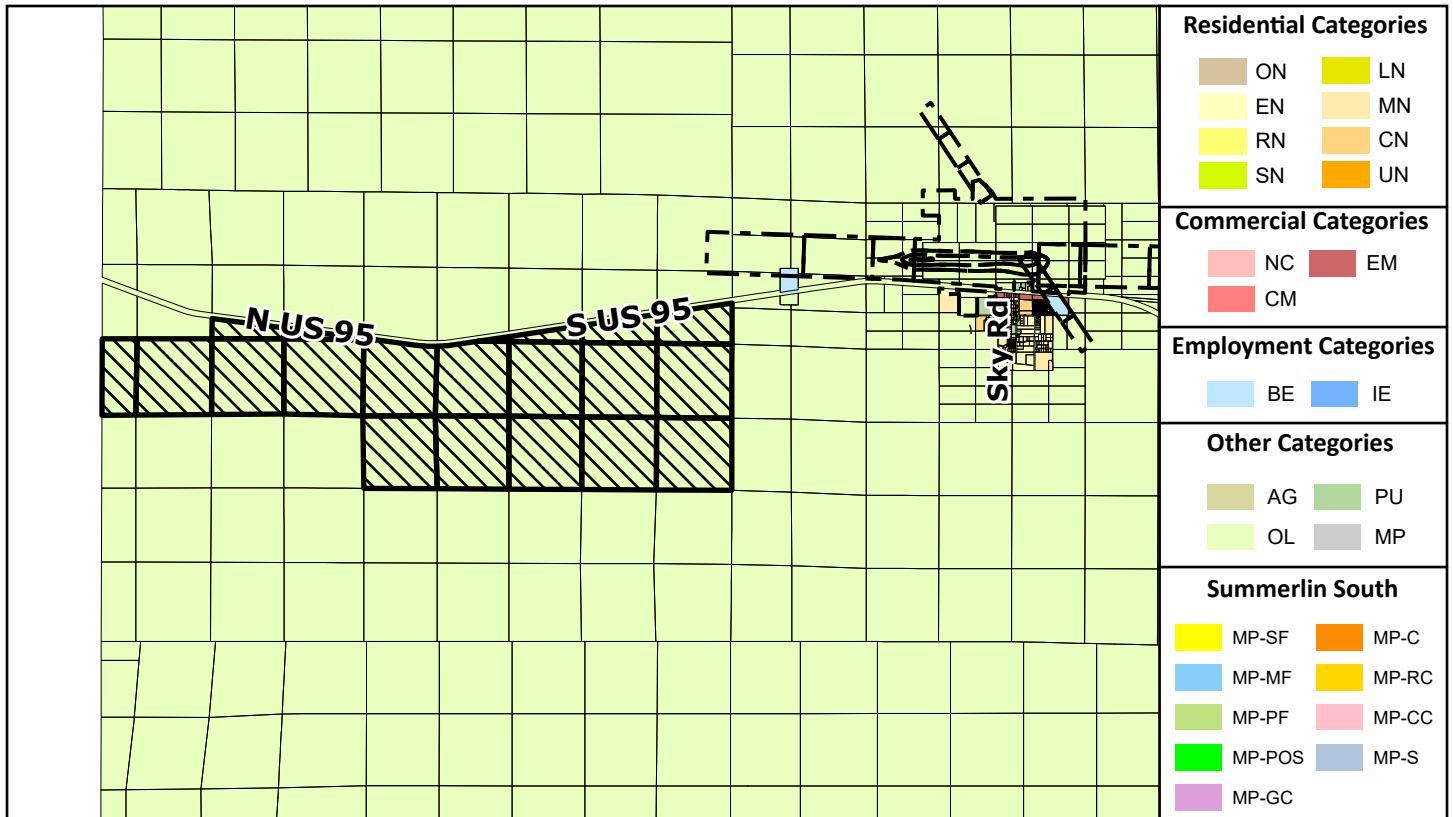 N US 95
S US 95
Sky Rd
Residential Categories
ON LN
EN MN
RN CN
SN UN
Commercial Categories
NC EM
CM
Employment Categories
BE IE
Other Categories
AG PU
OL MP
Summerlin South
MP-SF MP-C
MP-MF MP-RC
MP-PF MP-CC
MP-POS MP-S
MP-GC